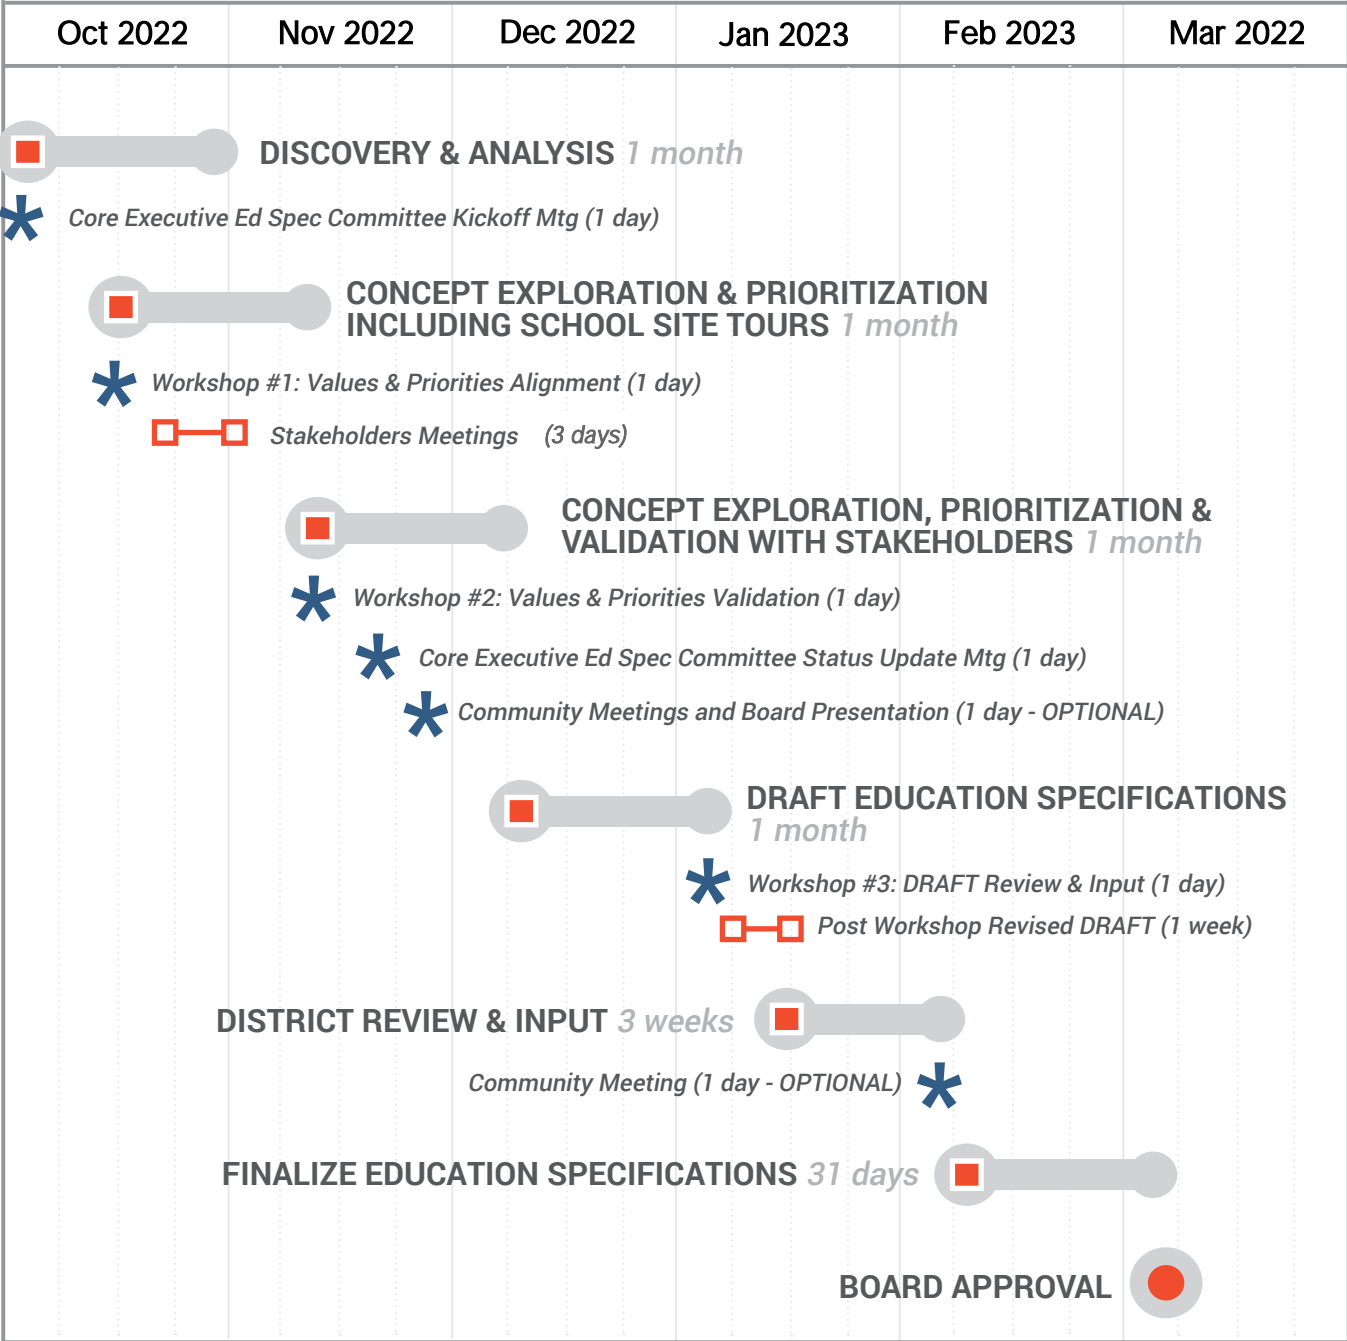 Oct 2022 Nov 2022 Dec 2022 Jan 2023 Feb 2023 Mar 2022
DISCOVERY & ANALYSIS 1 month
Core Executive Ed Spec Committee Kickoff Mtg (1 day)
CONCEPT EXPLORATION & PRIORITIZATION
INCLUDING SCHOOL SITE TOURS 1 month
Workshop #1: Values & Priorities Alignment (1 day)
Stakeholders Meetings (3 days)
CONCEPT EXPLORATION, PRIORITIZATION &
VALIDATION WITH STAKEHOLDERS 1 month
Workshop #2: Values & Priorities Validation (1 day)
Core Executive Ed Spec Committee Status Update Mtg (1 day)
Community Meetings and Board Presentation (1 day - OPTIONAL)
DRAFT EDUCATION SPECIFICATIONS
1 month
Workshop #3: DRAFT Review & Input (1 day)
Post Workshop Revised DRAFT (1 week)
DISTRICT REVIEW & INPUT 3 weeks
Community Meeting (1 day - OPTIONAL)
FINALIZE EDUCATION SPECIFICATIONS 31 days
BOARD APPROVAL